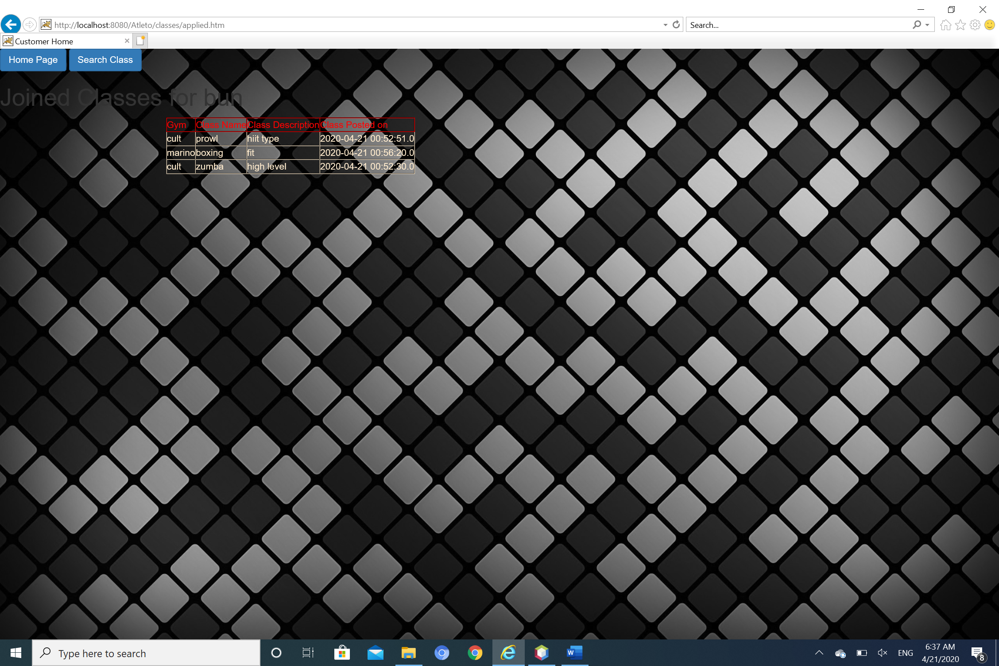 http://localhost:8080/Atleto/classes/applied.htm
Search...
Customer Home
Home Page Search Class
Joined Classes for bun
Gym Class Name Class Description Class Posted on
cult prowl hiit type 2020-04-21 00:52:51.0
marino boxing fit 2020-04-21 00:56:20.0
cult zumba high level 2020-04-21 00:52:30.0
Type here to search
W
ENG
6:37 AM
4/21/2020
8